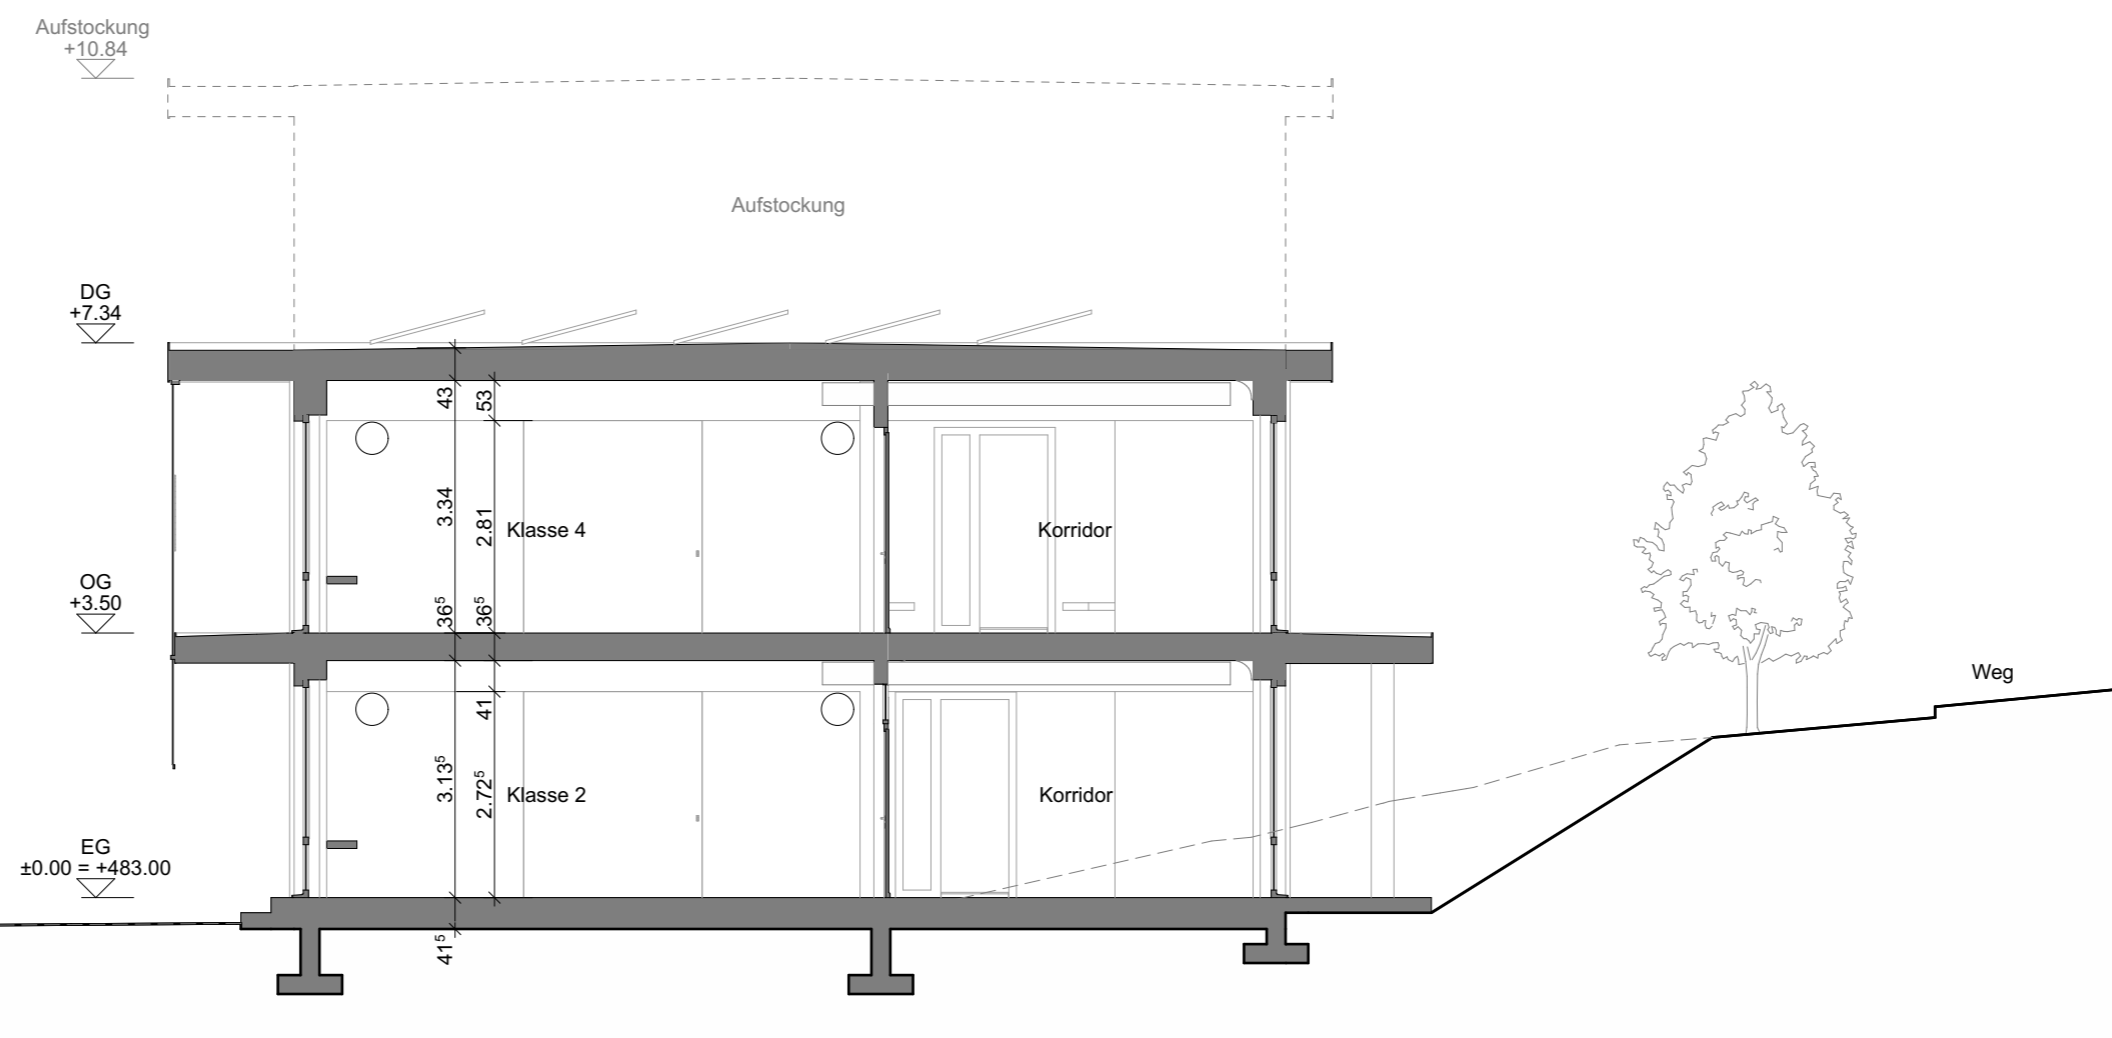 Aufstockung
+10.84
Aufstockung
DG
+7.34
43
53
3.34
2.81
Klasse 4
Korridor
OG
+3.50
36⁵
36⁵
Weg
41
3.13⁵
2.72⁵
Klasse 2
Korridor
EG
±0.00 = +483.00
41⁵